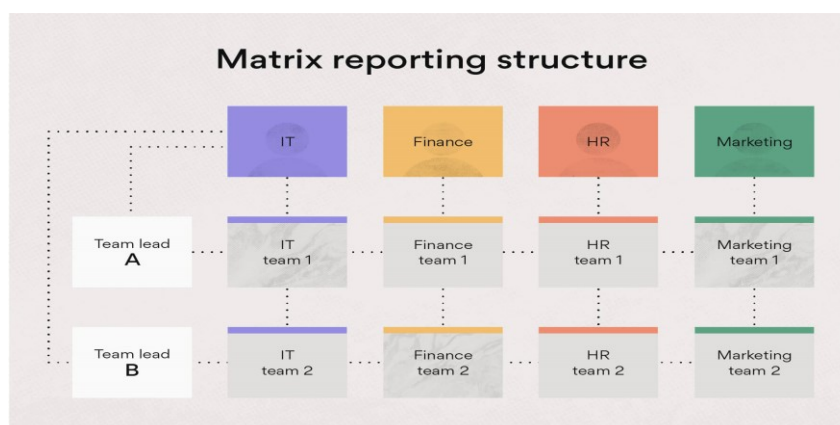 Matrix reporting structure
IT
Finance
HR
Marketing
Team lead
A
IT
team 1
Finance
team 1
HR
team 1
Marketing
team 1
Team lead
B
IT
team 2
Finance
team 2
HR
team 2
Marketing
team 2